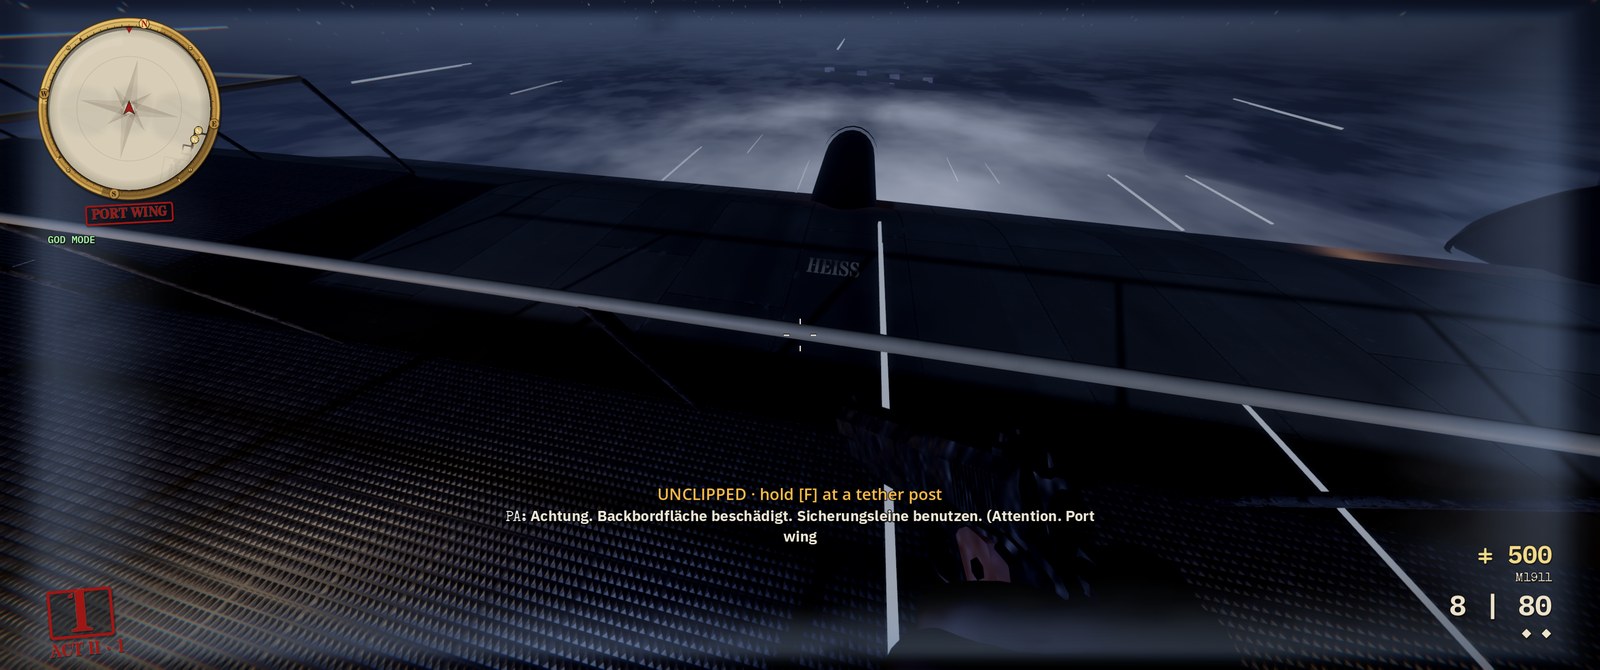 N
W
E
S
PORT WING
GOD MODE
HEISS
UNCLIPPED · hold [F] at a tether post
PA: Achtung. Backbordfläche beschädigt. Sicherungsleine benutzen. (Attention. Port
wing
500
M1911
8 | 80
I
ACT II · I